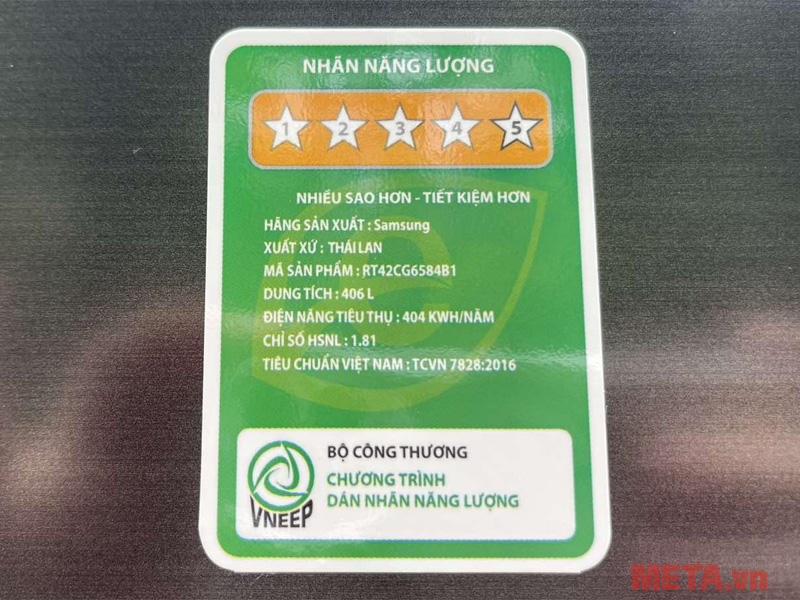 NHÃN NĂNG LƯỢNG
1 2 3 4 5
NHIỀU SAO HƠN - TIẾT KIỆM HƠN
HÃNG SẢN XUẤT : Samsung
XUẤT XỨ : THÁI LAN
MÃ SẢN PHẨM : RT42CG6584B1
DUNG TÍCH : 406 L
ĐIỆN NĂNG TIÊU THỤ : 404 KWH/NĂM
CHỈ SỐ HSNL : 1.81
TIÊU CHUẨN VIỆT NAM : TCVN 7828:2016
BỘ CÔNG THƯƠNG
CHƯƠNG TRÌNH
DÁN NHÃN NĂNG LƯỢNG
VNEEP
META.vn